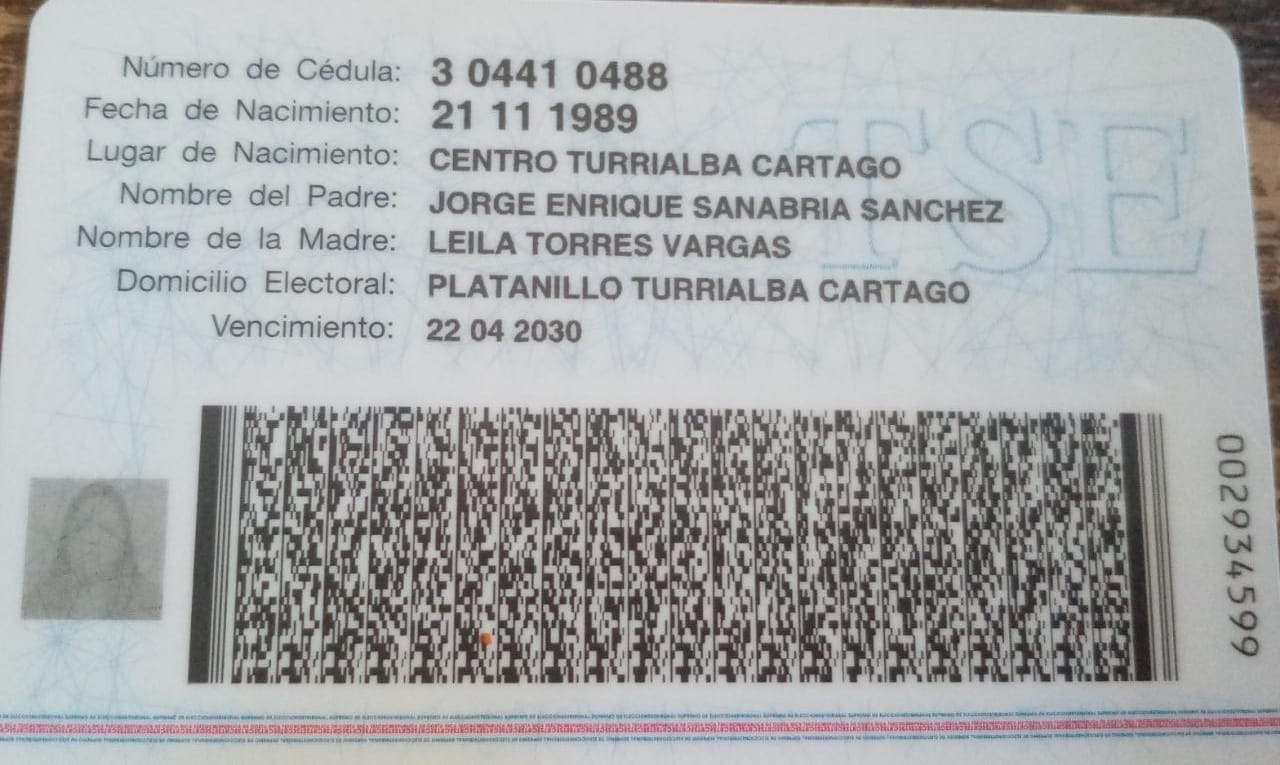 Número de Cédula: 3 0441 0488
Fecha de Nacimiento: 21 11 1989
Lugar de Nacimiento: CENTRO TURRIALBA CARTAGO
Nombre del Padre: JORGE ENRIQUE SANABRIA SANCHEZ
Nombre de la Madre: LEILA TORRES VARGAS
Domicilio Electoral: PLATANILLO TURRIALBA CARTAGO
Vencimiento: 22 04 2030
TSE
002934599